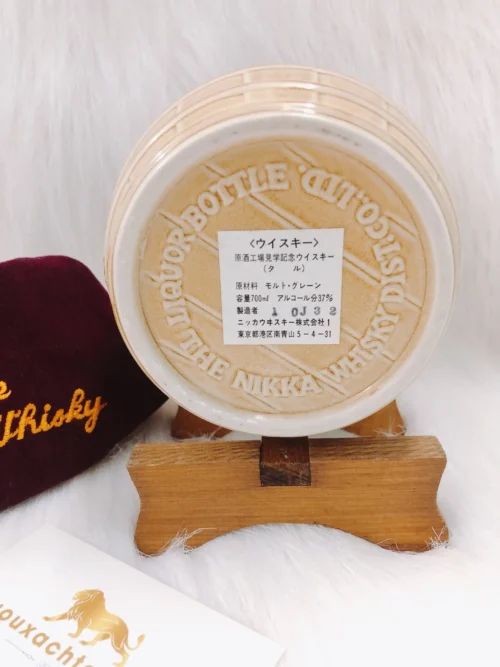 LIQUOR BOTTLE
THE NIKKA WHISKY DIST. CO. LTD.
〈ウイスキー〉
原酒工場見学記念ウイスキー
(タ　ル)
原材料 モルト・グレーン
容量700ml アルコール分37%
製造者 1 0J32
ニッカウヰスキー株式会社1
東京都港区南青山5-4-31
Whisky